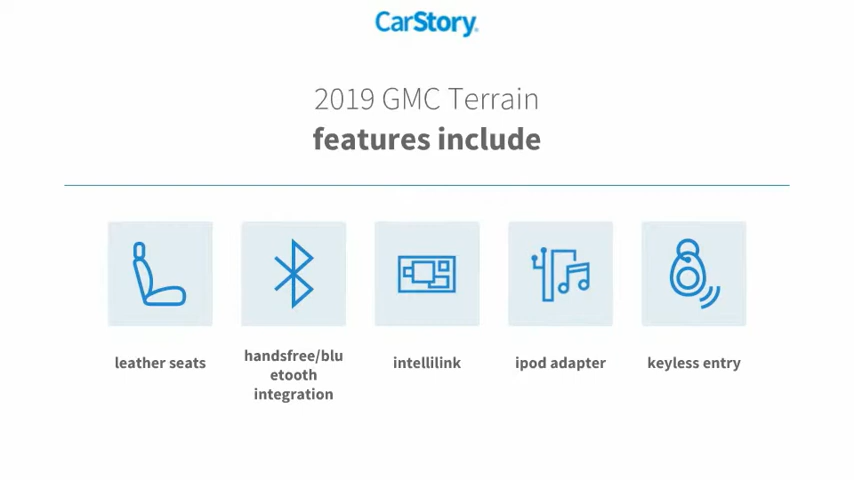 CarStory
2019 GMC Terrain
features include
leather seats
handsfree/blu
etooth
integration
intellilink
ipod adapter
keyless entry